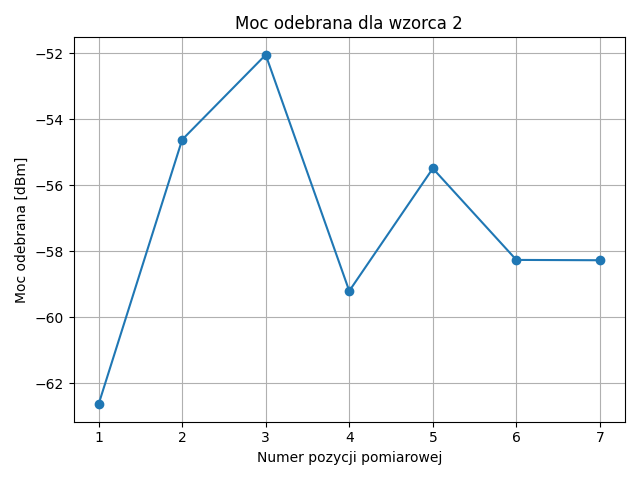 Moc odebrana dla wzorca 2
Moc odebrana [dBm]
−52
−54
−56
−58
−60
−62
1 2 3 4 5 6 7
Numer pozycji pomiarowej